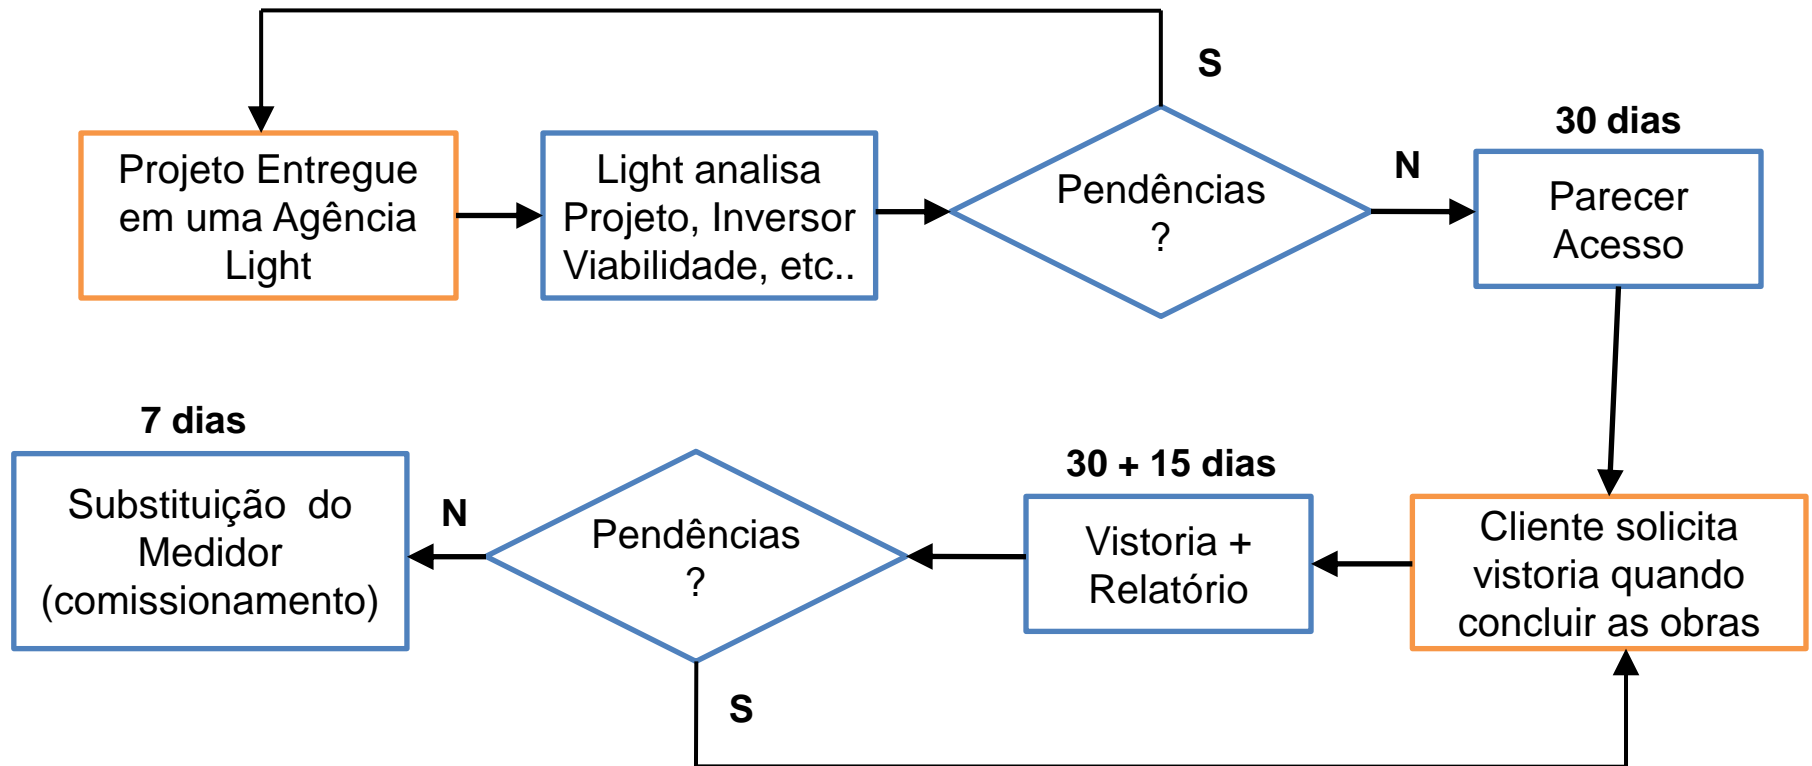 S
30 dias
Projeto Entregue
em uma Agência
Light
Light analisa
Projeto, Inversor
Viabilidade, etc..
Pendências
?
N
Parecer
Acesso
7 dias
Substituição do
Medidor
(comissionamento)
N
Pendências
?
30 + 15 dias
Vistoria +
Relatório
Cliente solicita
vistoria quando
concluir as obras
S